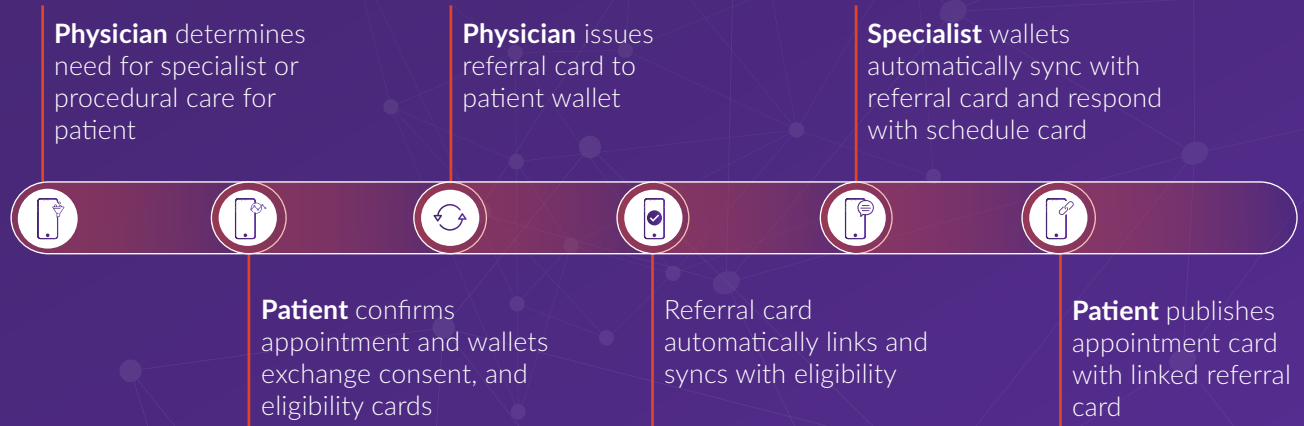 Physician determines
need for specialist or
procedural care for
patient
Patient confirms
appointment and wallets
exchange consent, and
eligibility cards
Physician issues
referral card to
patient wallet
Referral card
automatically links and
syncs with eligibility
Specialist wallets
automatically sync with
referral card and respond
with schedule card
Patient publishes
appointment card
with linked referral
card